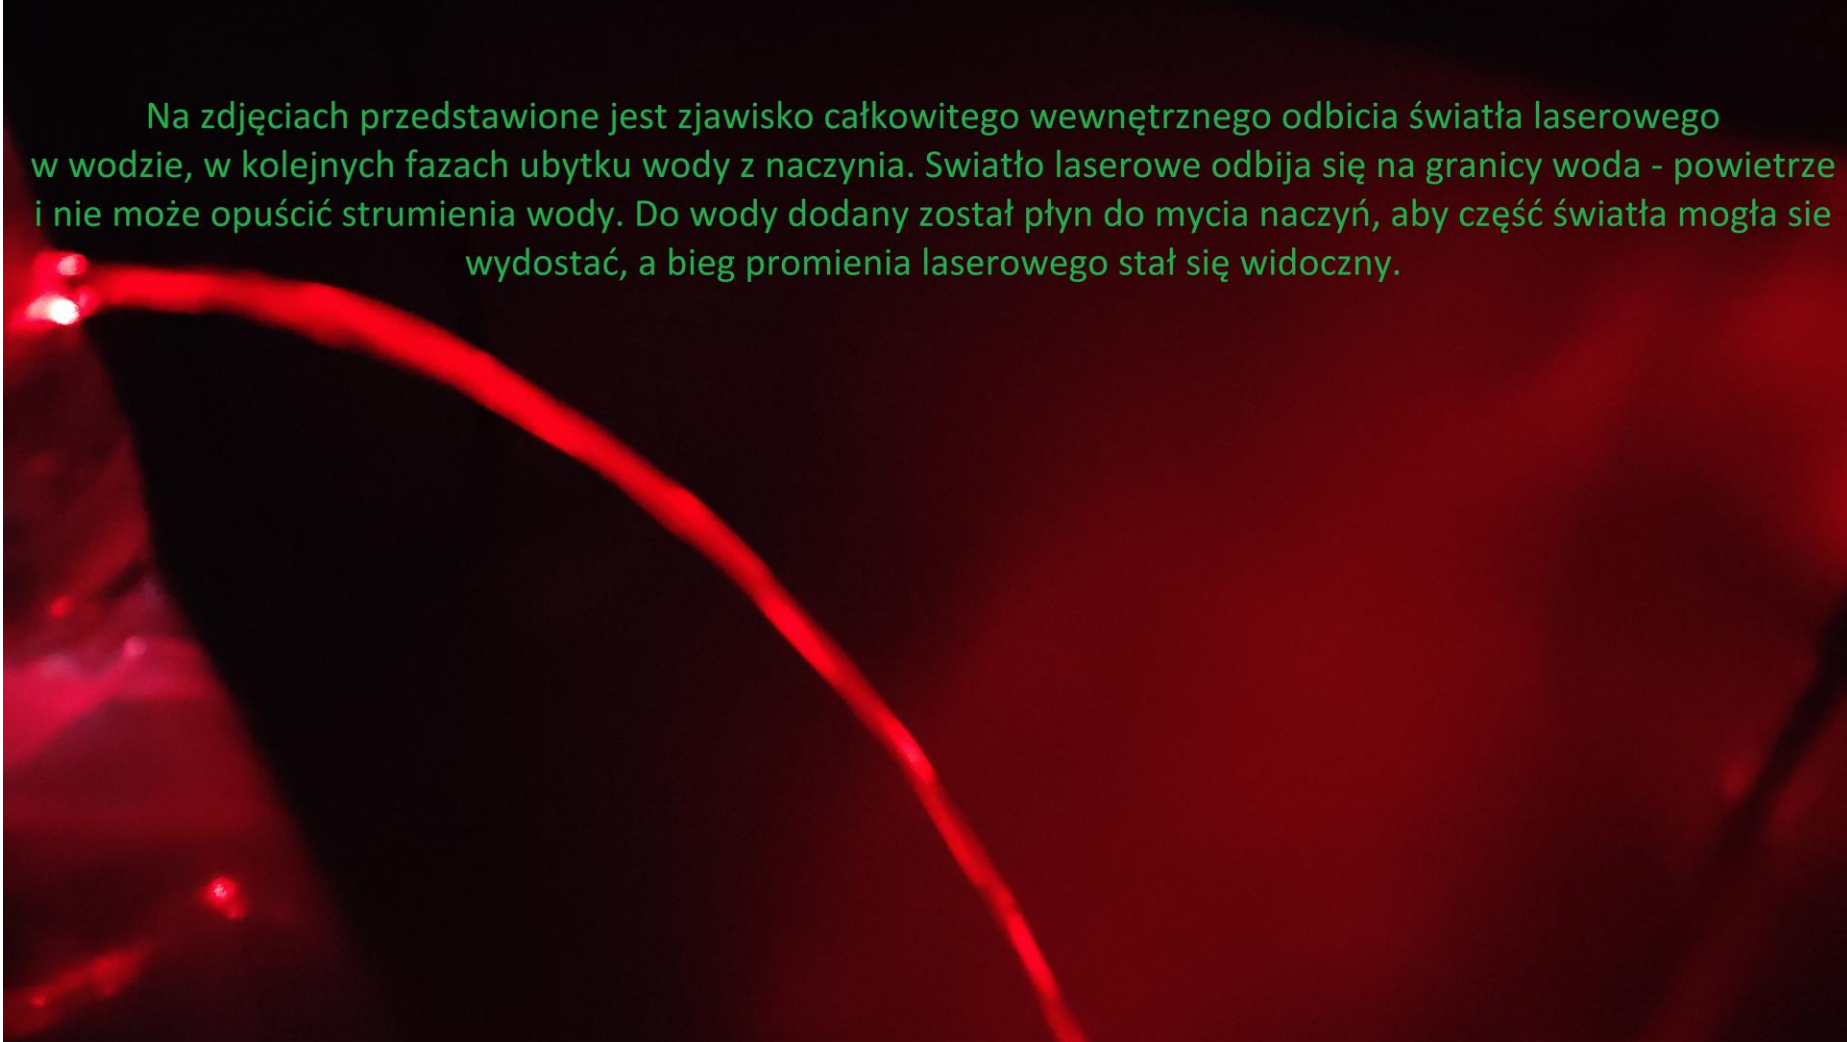 Na zdjęciach przedstawione jest zjawisko całkowitego wewnętrznego odbicia światła laserowego
w wodzie, w kolejnych fazach ubytku wody z naczynia. Swiatło laserowe odbija się na granicy woda - powietrze
i nie może opuścić strumienia wody. Do wody dodany został płyn do mycia naczyń, aby część światła mogła sie
wydostać, a bieg promienia laserowego stał się widoczny.